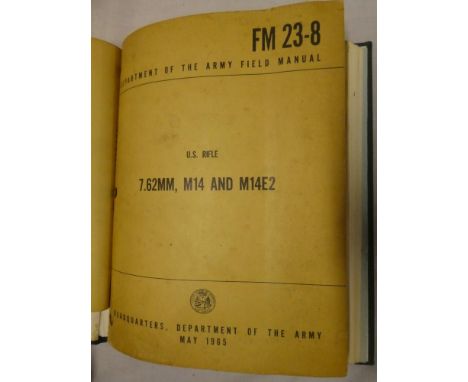 FM 23-8
DEPARTMENT OF THE ARMY FIELD MANUAL
U.S. RIFLE
7.62MM, M14 AND M14E2
HEADQUARTERS, DEPARTMENT OF THE ARMY
MAY 1965